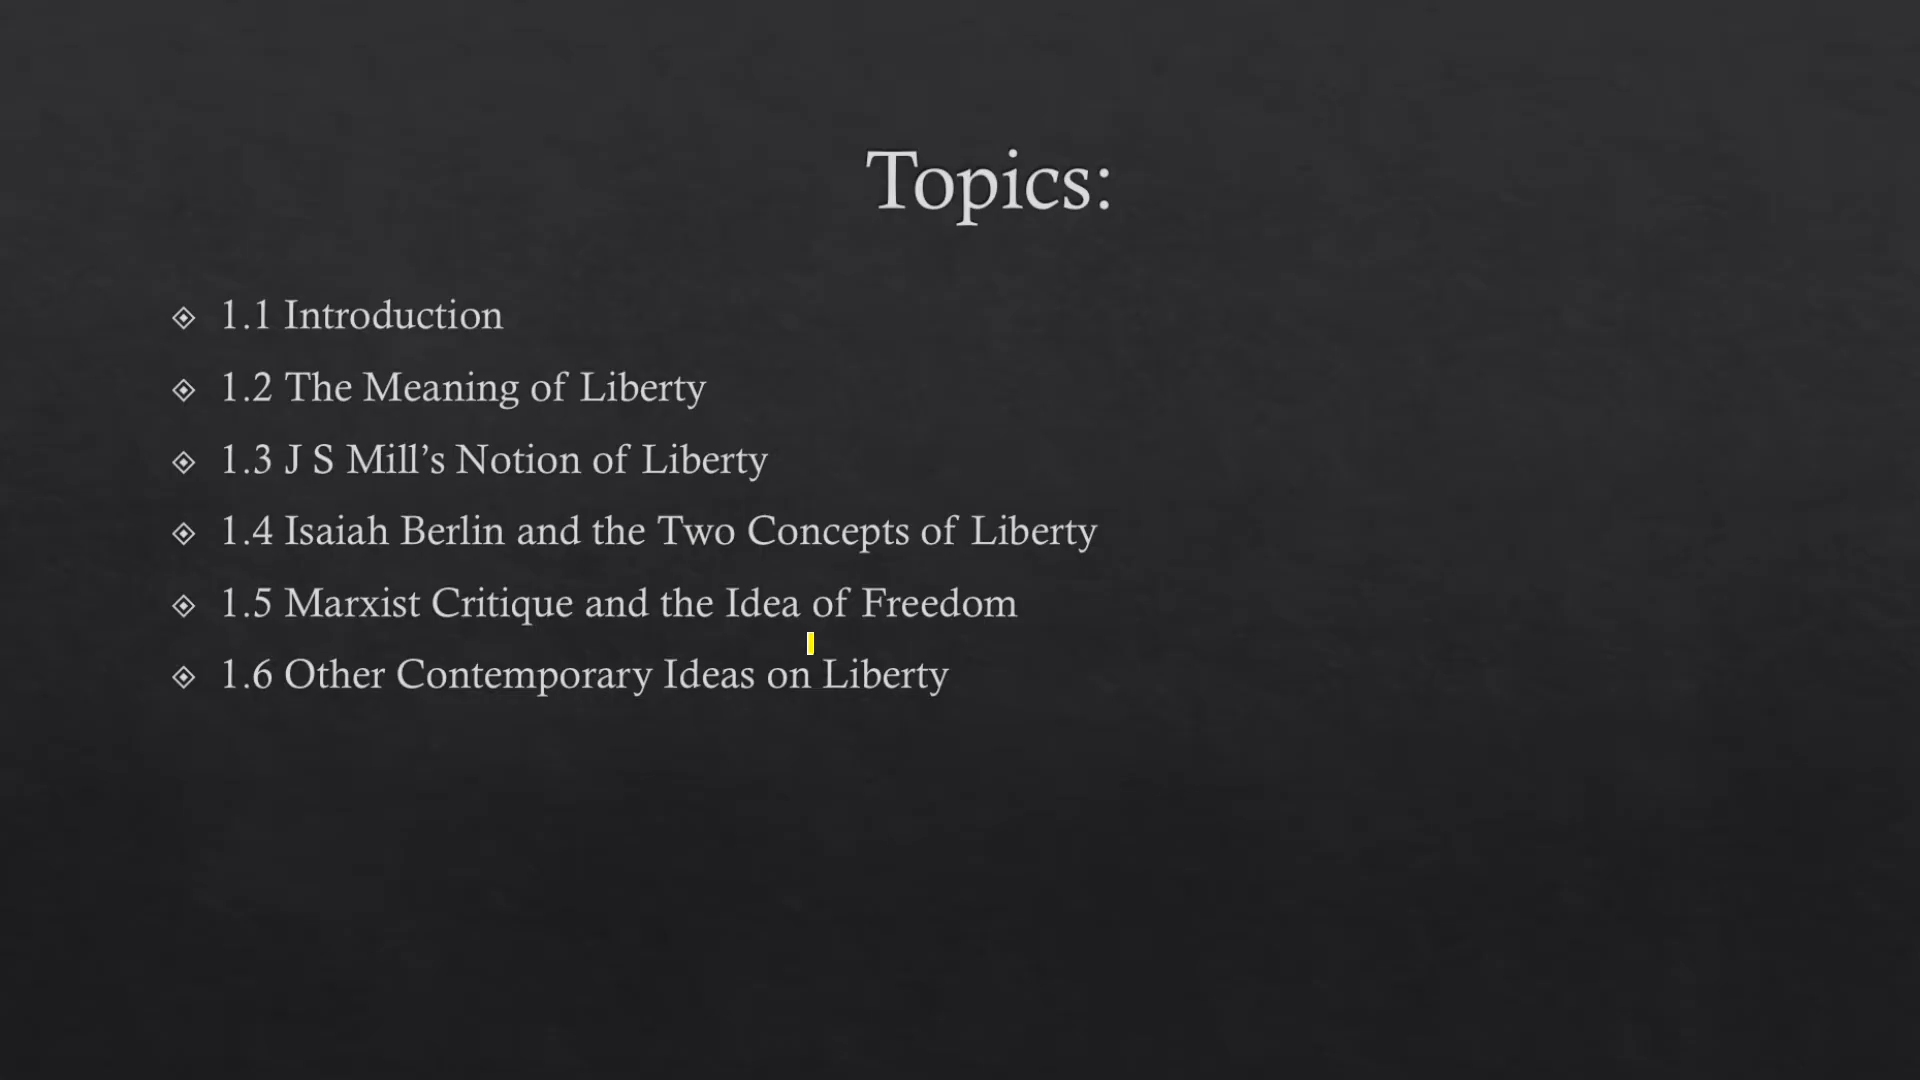 Topics:
1.1 Introduction
1.2 The Meaning of Liberty
1.3 J S Mill’s Notion of Liberty
1.4 Isaiah Berlin and the Two Concepts of Liberty
1.5 Marxist Critique and the Idea of Freedom
1.6 Other Contemporary Ideas on Liberty